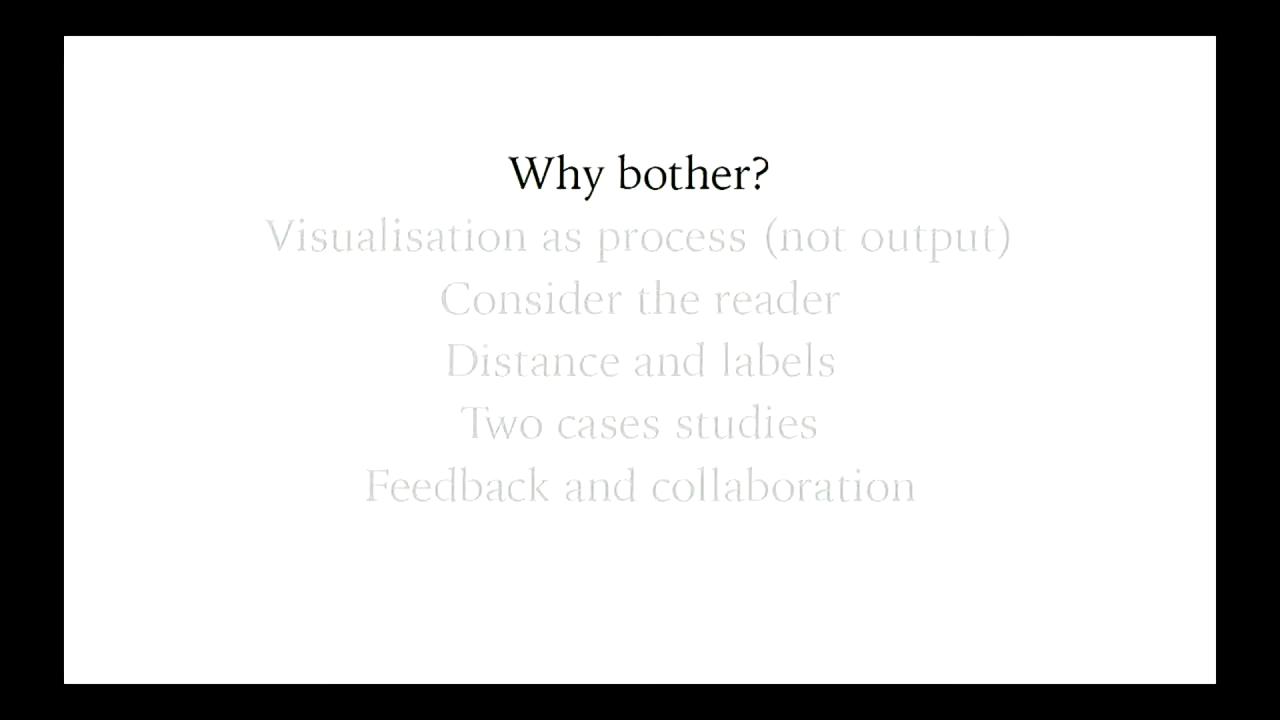 Why bother?
Visualisation as process (not output)
Consider the reader
Distance and labels
Two cases studies
Feedback and collaboration